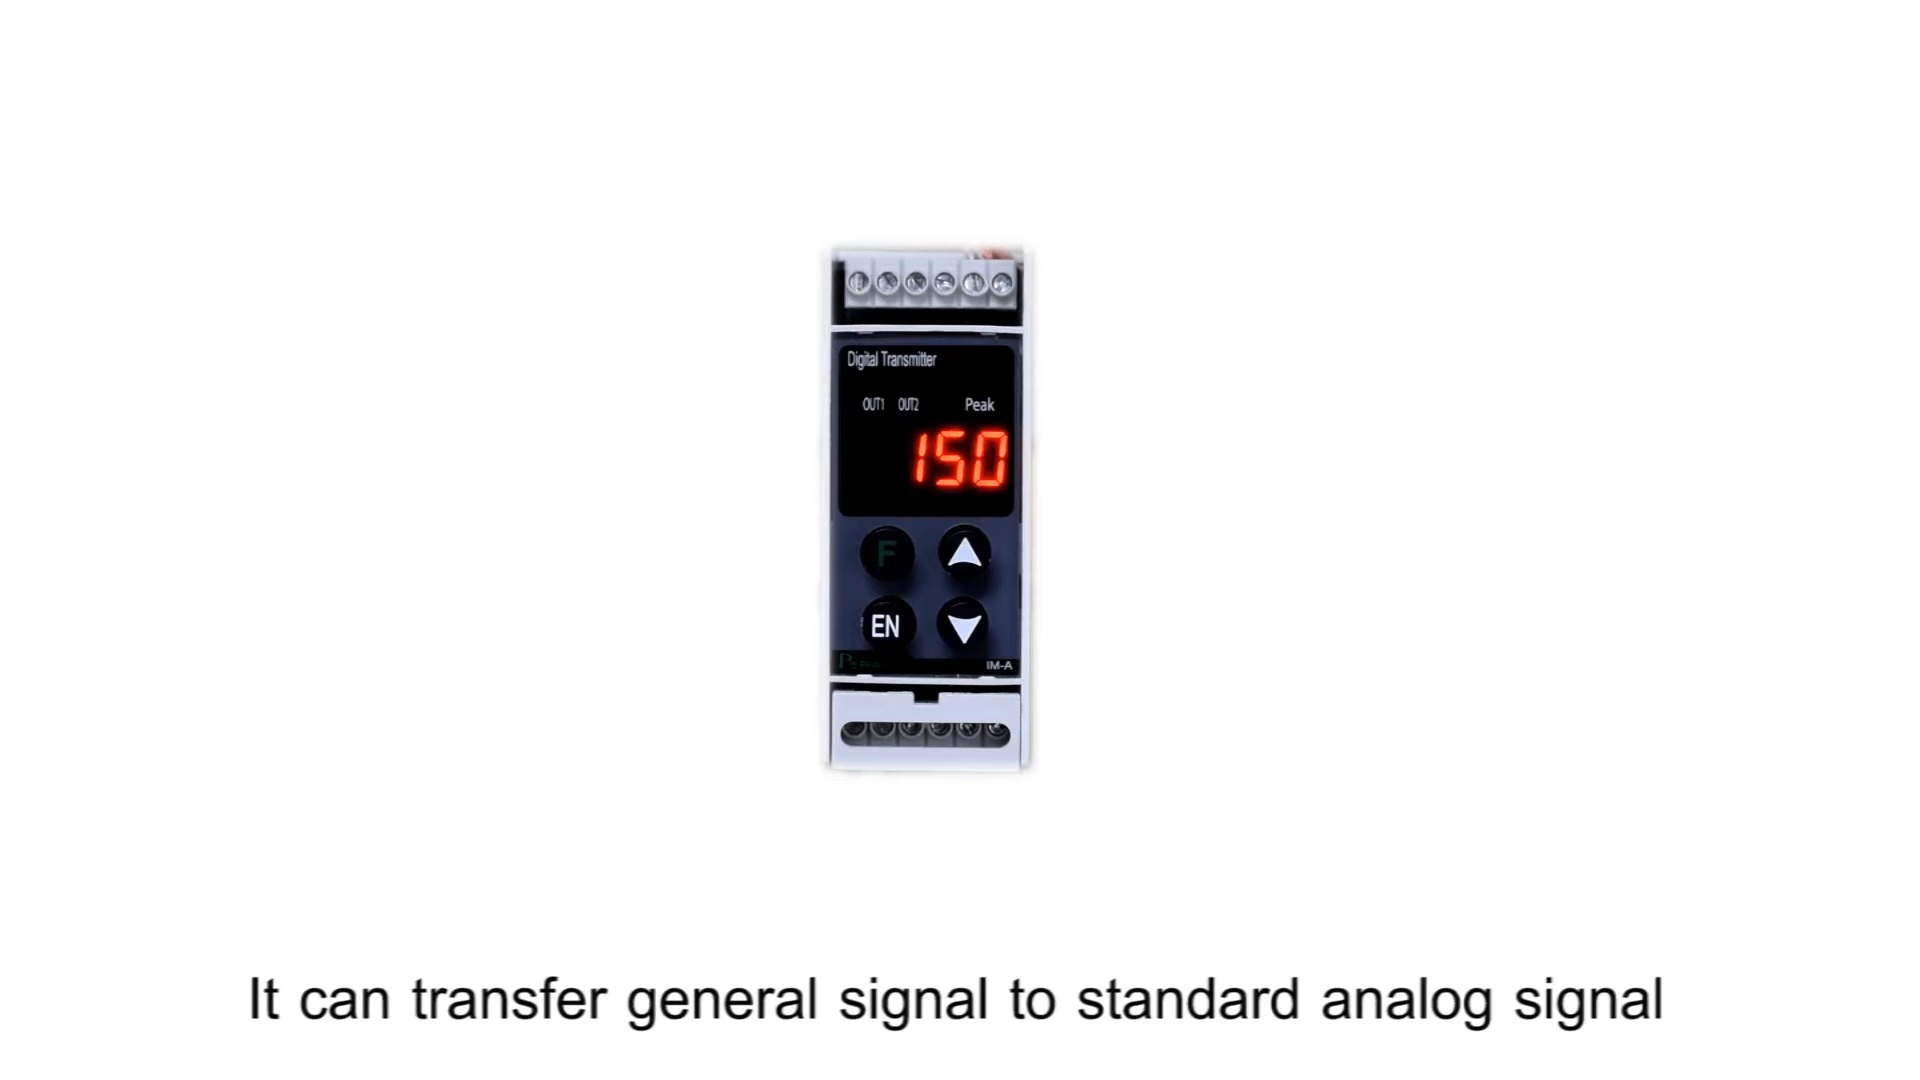 Digital Transmitter
OUT1 OUT2 Peak
150
F
EN
IM-A
It can transfer general signal to standard analog signal